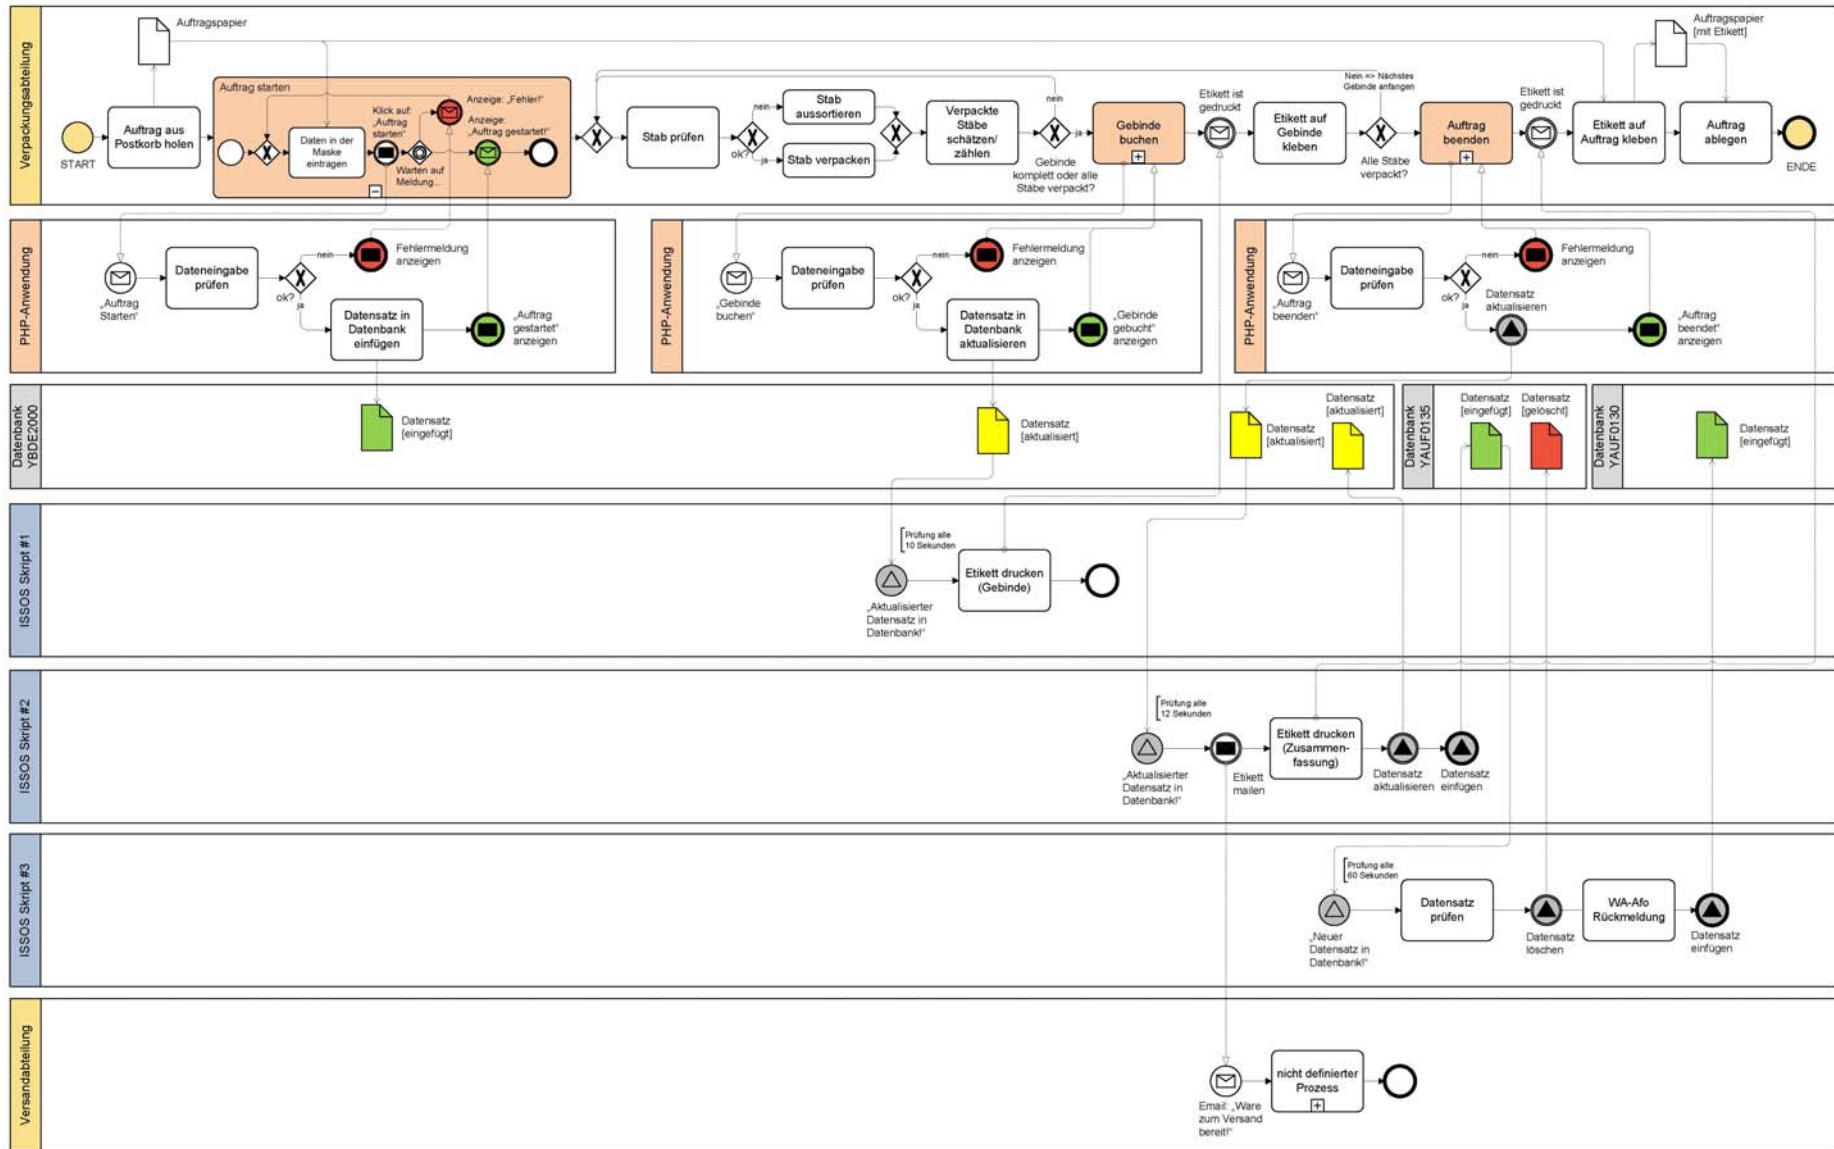 Verpackungsabteilung
Auftragspapier
START
Auftrag aus
Postkorb holen
Auftrag starten
Daten in der
Maske
eintragen
Klick auf:
„Auftrag
starten“
Warten auf
Meldung...
Anzeige: „Fehler!“
Anzeige:
„Auftrag gestartet!“
Stab prüfen
ok?
nein
ja
Stab
aussortieren
Stab verpacken
Verpackte
Stäbe
schätzen/
zählen
nein
ja
Gebinde
komplett oder alle
Stäbe verpackt?
Gebinde
buchen
Etikett ist
gedruckt
Etikett auf
Gebinde
kleben
Nein => Nächstes
Gebinde anfangen
Alle Stäbe
verpackt?
Auftrag
beenden
Etikett ist
gedruckt
Etikett auf
Auftrag kleben
Auftragspapier
[mit Etikett]
Auftrag
ablegen
ENDE
PHP-Anwendung
„Auftrag
Starten“
Dateneingabe
prüfen
ok?
nein
ja
Fehlermeldung
anzeigen
Datensatz in
Datenbank
einfügen
„Auftrag
gestartet“
anzeigen
PHP-Anwendung
„Gebinde
buchen“
Dateneingabe
prüfen
ok?
nein
ja
Fehlermeldung
anzeigen
Datensatz in
Datenbank
aktualisieren
„Gebinde
gebucht“
anzeigen
PHP-Anwendung
„Auftrag
beenden“
Dateneingabe
prüfen
ok?
nein
ja
Fehlermeldung
anzeigen
Datensatz
aktualisieren
„Auftrag
beendet“
anzeigen
Datenbank
YBDE2000
Datensatz
[eingefügt]
Datensatz
[aktualisiert]
Datensatz
[aktualisiert]
Datensatz
[aktualisiert]
Datenbank
YAUF0135
Datensatz
[eingefügt]
Datensatz
[gelöscht]
Datenbank
YAUF0130
Datensatz
[eingefügt]
ISSOS Skript #1
Prüfung alle
10 Sekunden
„Aktualisierter
Datensatz in
Datenbank!“
Etikett drucken
(Gebinde)
ISSOS Skript #2
Prüfung alle
12 Sekunden
„Aktualisierter
Datensatz in
Datenbank!“
Etikett
mailen
Etikett drucken
(Zusammen-
fassung)
Datensatz
aktualisieren
Datensatz
einfügen
ISSOS Skript #3
Prüfung alle
60 Sekunden
„Neuer
Datensatz in
Datenbank!“
Datensatz
prüfen
Datensatz
löschen
WA-Afo
Rückmeldung
Datensatz
einfügen
Versandabteilung
Email: „Ware
zum Versand
bereit!“
nicht definierter
Prozess